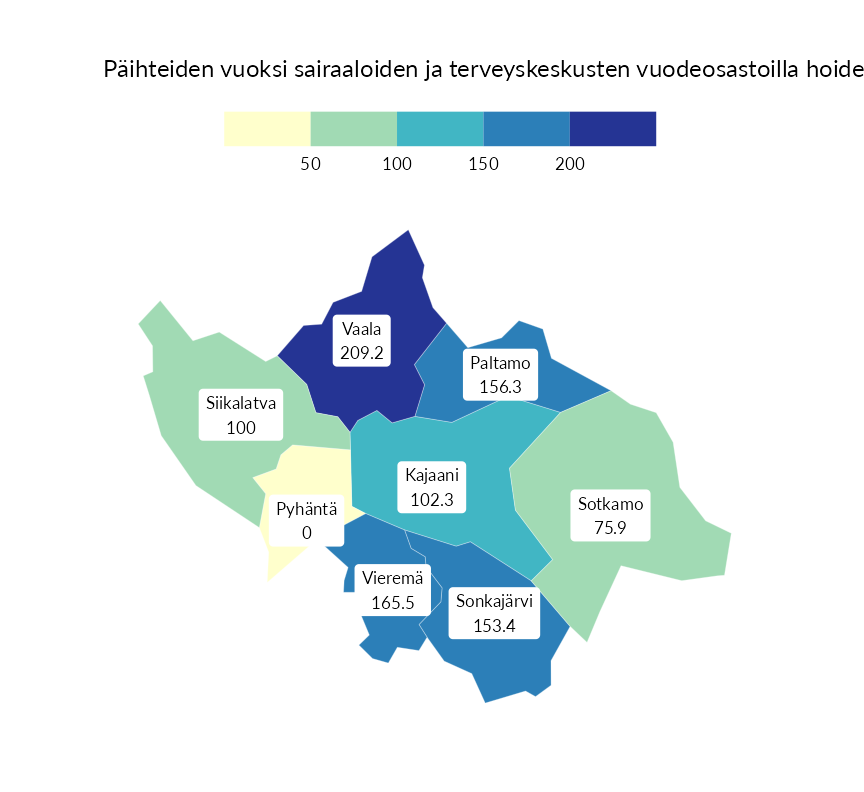 Päihteiden vuoksi sairaaloiden ja terveyskeskusten vuodeosastoilla hoide
50 100 150 200
Vaala
209.2
Paltamo
156.3
Siikalatva
100
Kajaani
102.3
Pyhäntä
0
Sotkamo
75.9
Vieremä
165.5
Sonkajärvi
153.4